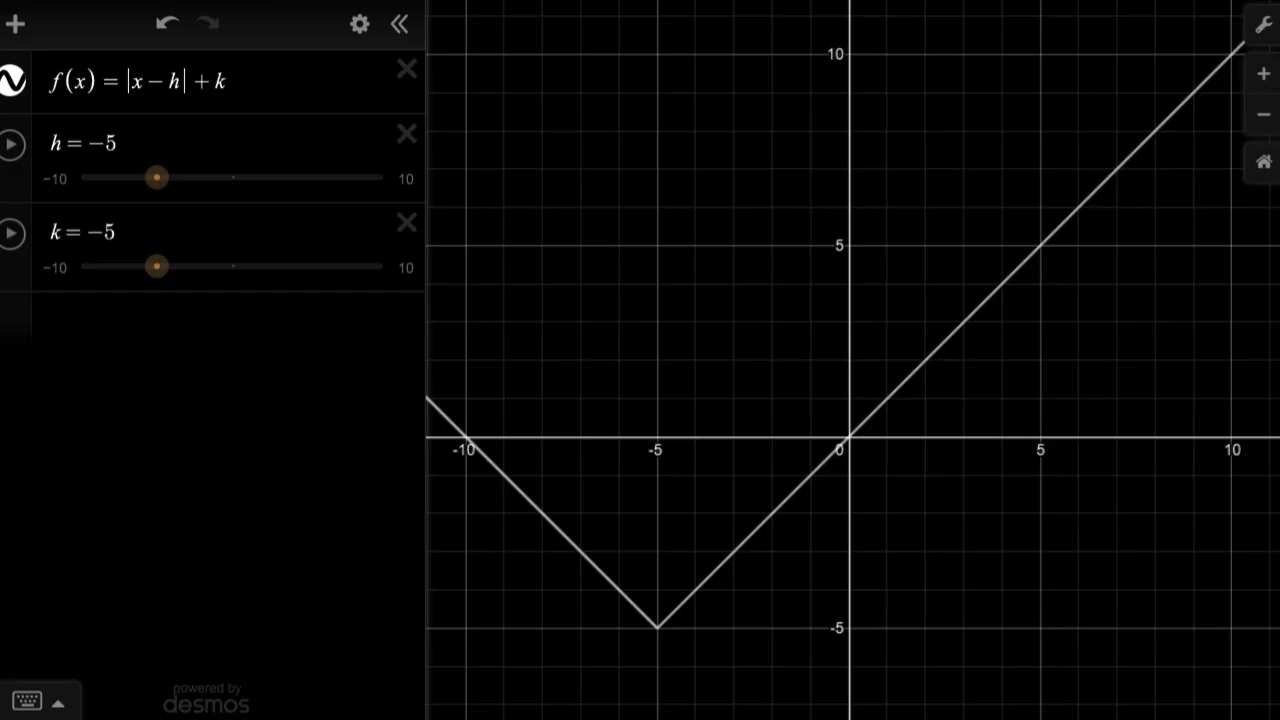 f(x) = |x − h| + k
h = −5
−10 10
k = −5
−10 10
powered by
desmos
10
5
-10 -5 0 5 10
-5